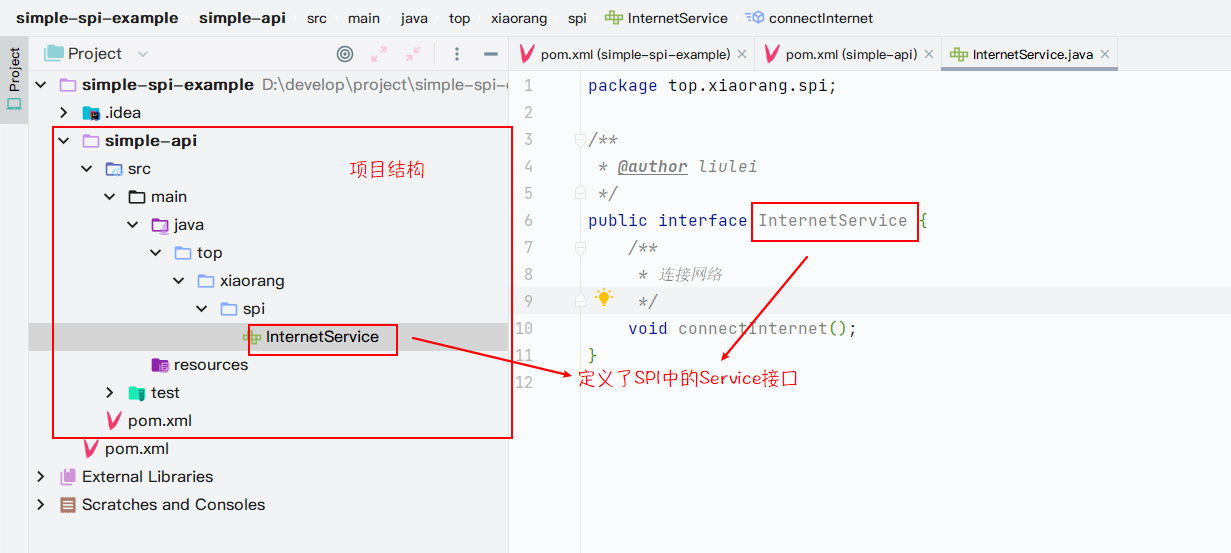 simple-spi-example simple-api src main java top xiaorang spi InternetService connectInternet
Project
Project
pom.xml (simple-spi-example)
pom.xml (simple-api)
InternetService.java
simple-spi-example D:\develop\project\simple-spi-e
.idea
simple-api
src
项目结构
main
java
top
xiaorang
spi
InternetService
resources
test
pom.xml
pom.xml
External Libraries
Scratches and Consoles
1 package top.xiaorang.spi;
2
3 /**
4 * @author liulei
5 */
6 public interface InternetService {
7 /**
8 * 连接网络
9 */
10 void connectInternet();
11 }
12
定义了SPI中的Service接口